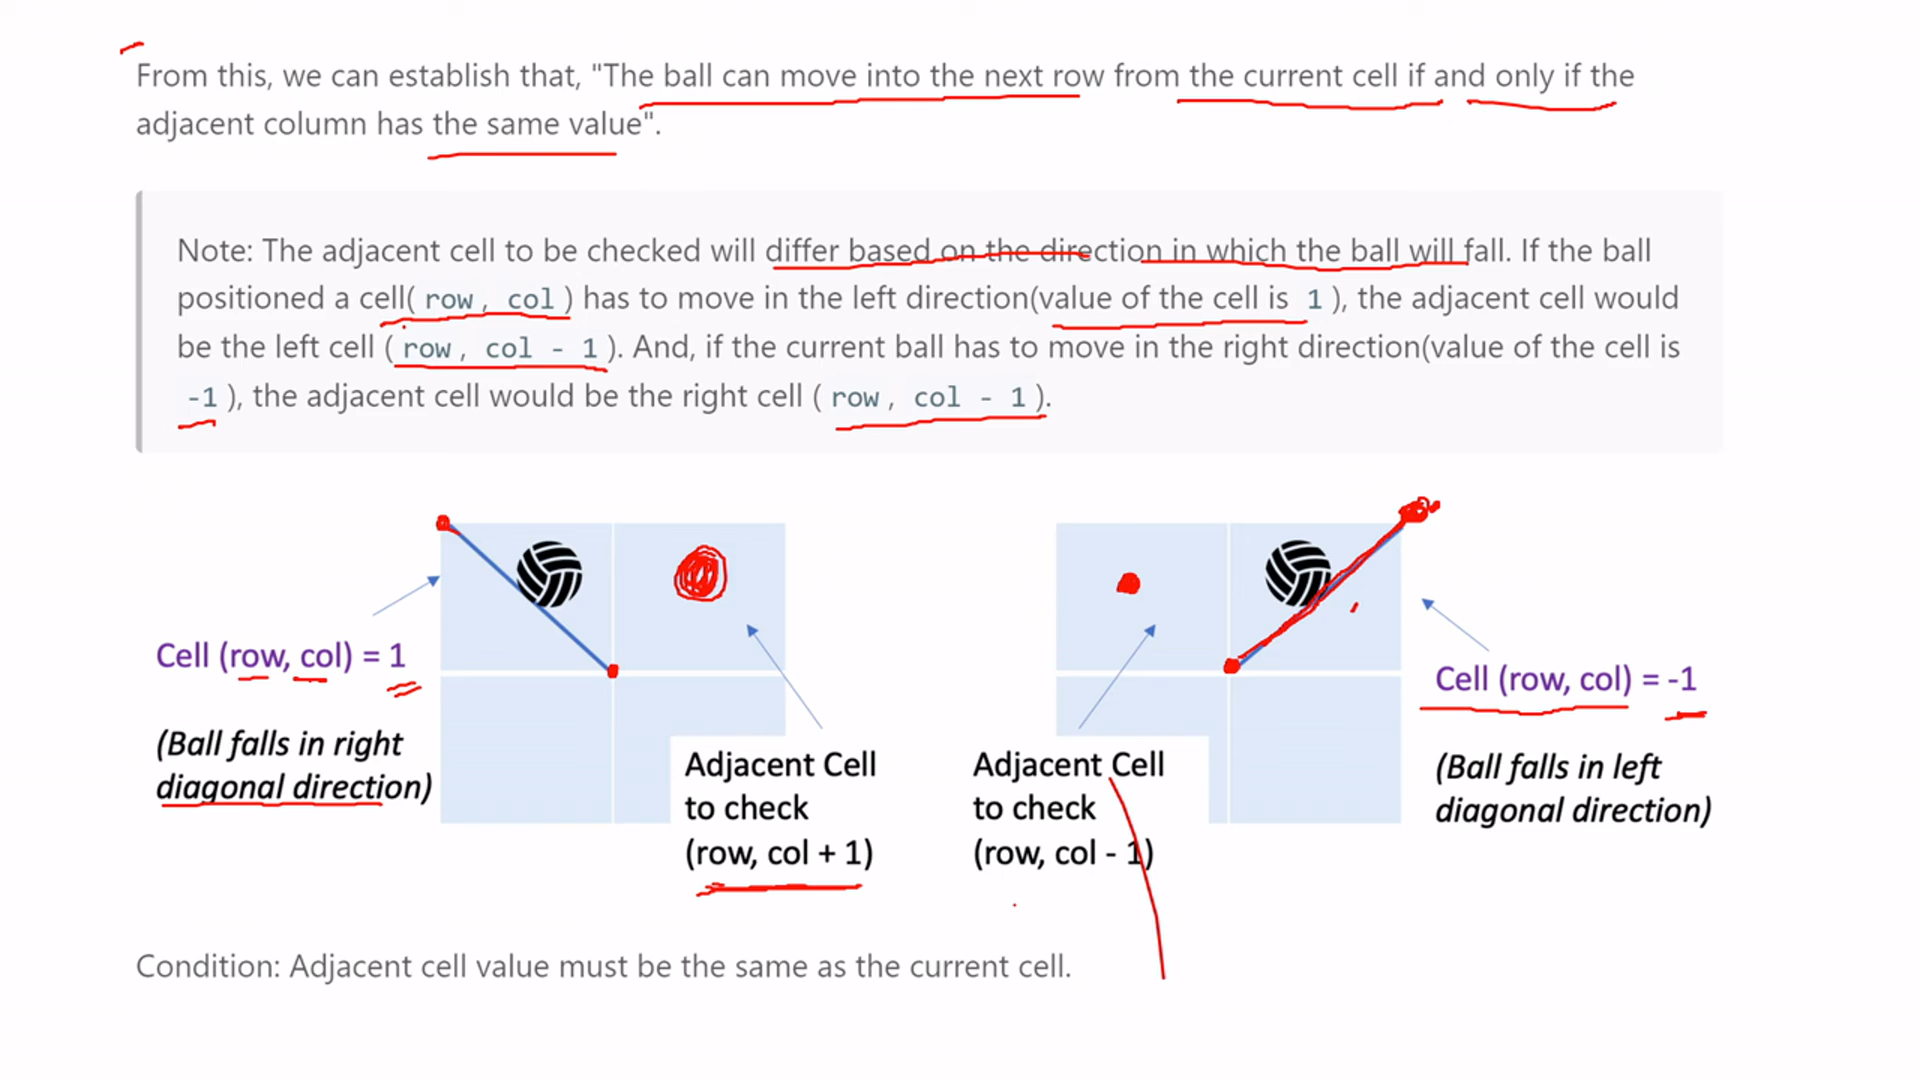 From this, we can establish that, "The ball can move into the next row from the current cell if and only if the
adjacent column has the same value".
Note: The adjacent cell to be checked will differ based on the direction in which the ball will fall. If the ball
positioned a cell( row, col ) has to move in the left direction(value of the cell is 1 ), the adjacent cell would
be the left cell ( row, col - 1 ). And, if the current ball has to move in the right direction(value of the cell is
-1 ), the adjacent cell would be the right cell ( row, col - 1 ).
Cell (row, col) = 1
(Ball falls in right
diagonal direction)
Adjacent Cell
to check
(row, col + 1)
Adjacent Cell
to check
(row, col - 1)
Cell (row, col) = -1
(Ball falls in left
diagonal direction)
Condition: Adjacent cell value must be the same as the current cell.